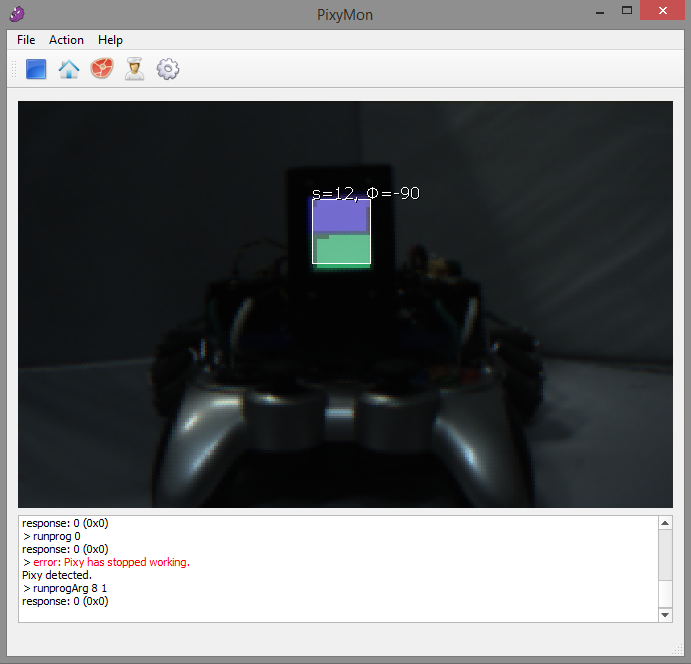 PixyMon
File Action Help
s=12, Φ=-90
response: 0 (0x0)
> runprog 0
response: 0 (0x0)
> error: Pixy has stopped working.
Pixy detected.
> runprogArg 8 1
response: 0 (0x0)